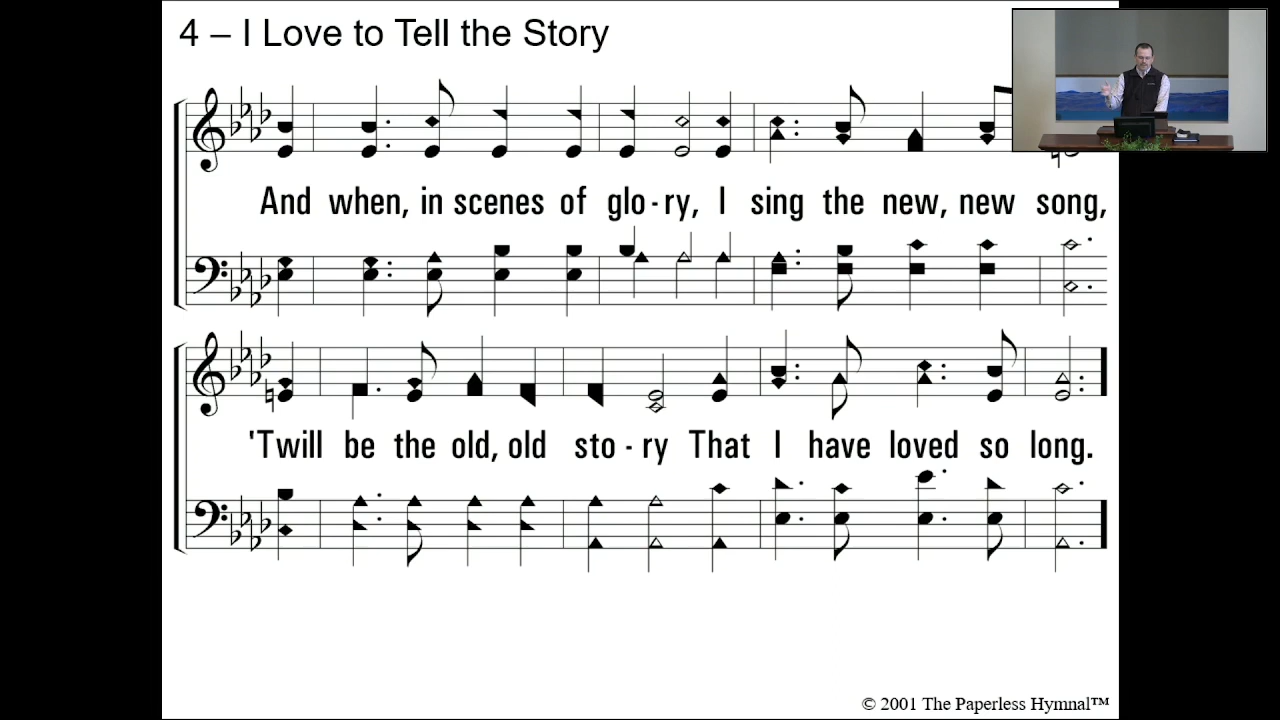 4 – I Love to Tell the Story
And when, in scenes of glo - ry, I sing the new, new song,
'Twill be the old, old sto - ry That I have loved so long.
© 2001 The Paperless Hymnal™